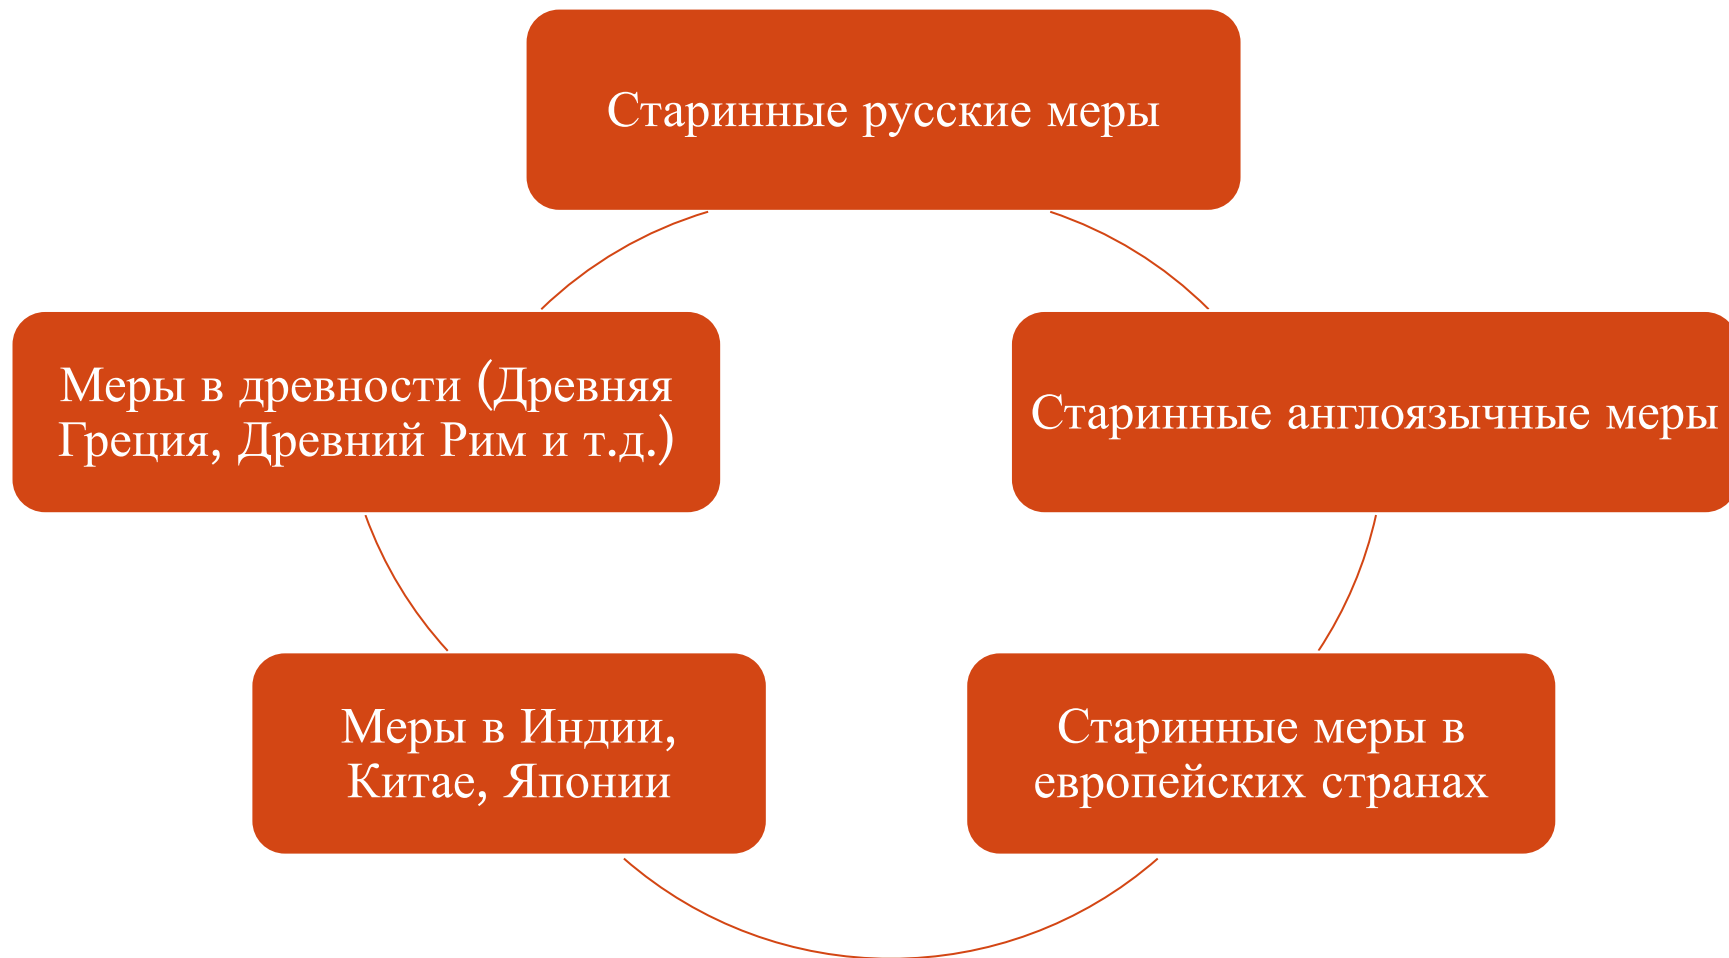 Старинные русские меры
Меры в древности (Древняя
Греция, Древний Рим и т.д.)
Старинные англоязычные меры
Меры в Индии,
Китае, Японии
Старинные меры в
европейских странах